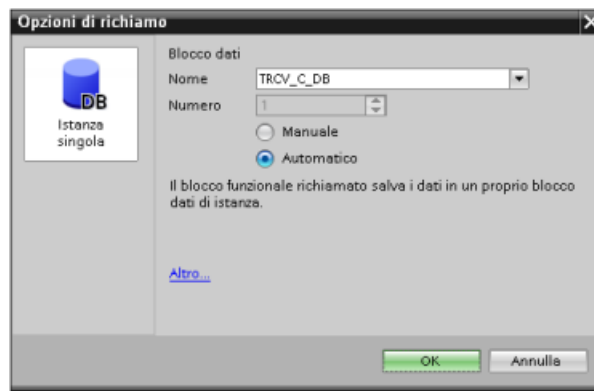 Opzioni di richiamo
Blocco dati
Nome TRCV_C_DB
Numero 1
DB
Istanza
singola
Manuale
Automatico
Il blocco funzionale richiamato salva i dati in un proprio blocco
dati di istanza.
Altro...
OK Annulla